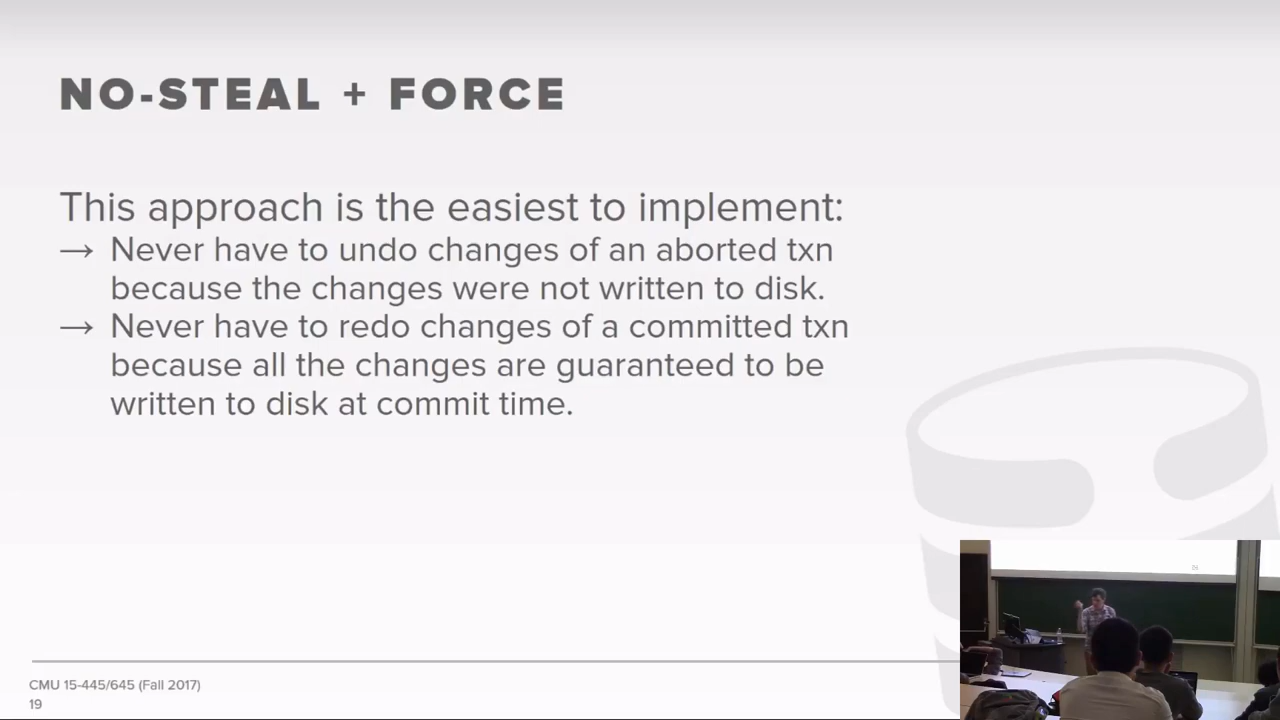 NO-STEAL + FORCE
This approach is the easiest to implement:
→ Never have to undo changes of an aborted txn
because the changes were not written to disk.
→ Never have to redo changes of a committed txn
because all the changes are guaranteed to be
written to disk at commit time.
CMU 15-445/645 (Fall 2017)
19